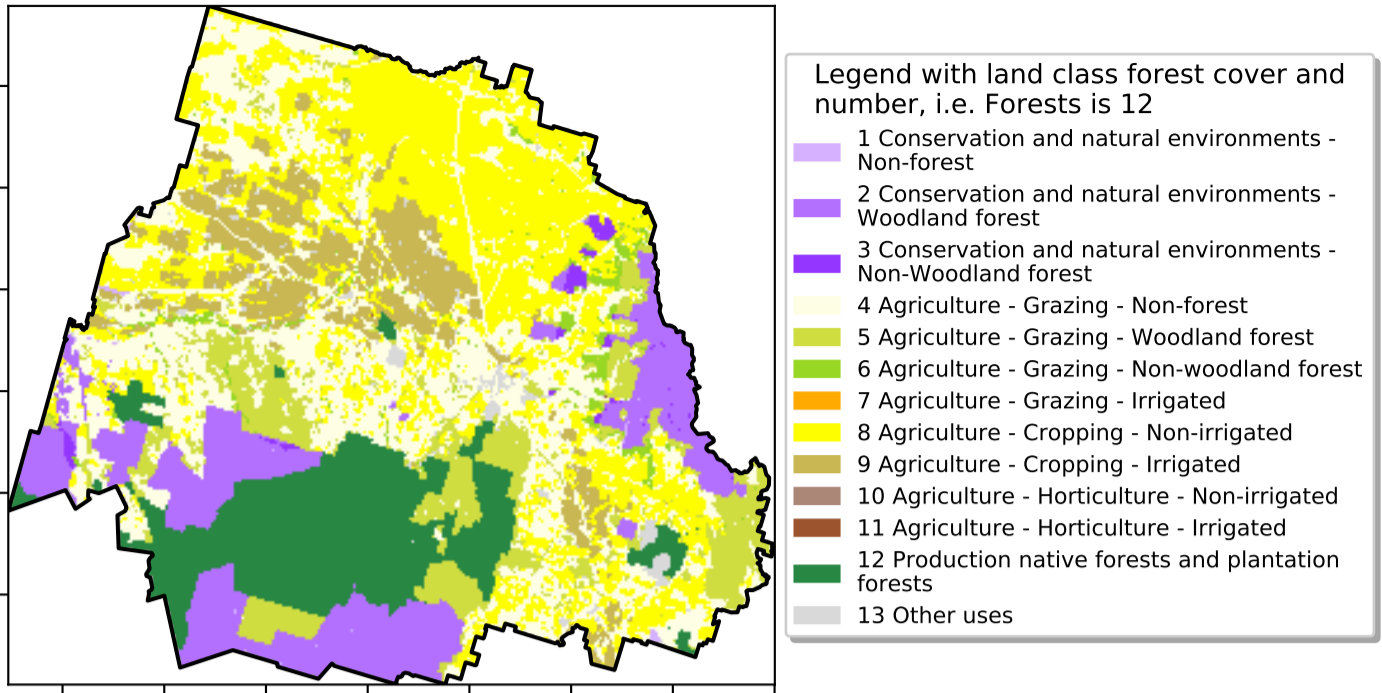 Legend with land class forest cover and
number, i.e. Forests is 12
1 Conservation and natural environments -
Non-forest
2 Conservation and natural environments -
Woodland forest
3 Conservation and natural environments -
Non-Woodland forest
4 Agriculture - Grazing - Non-forest
5 Agriculture - Grazing - Woodland forest
6 Agriculture - Grazing - Non-woodland forest
7 Agriculture - Grazing - Irrigated
8 Agriculture - Cropping - Non-irrigated
9 Agriculture - Cropping - Irrigated
10 Agriculture - Horticulture - Non-irrigated
11 Agriculture - Horticulture - Irrigated
12 Production native forests and plantation
forests
13 Other uses